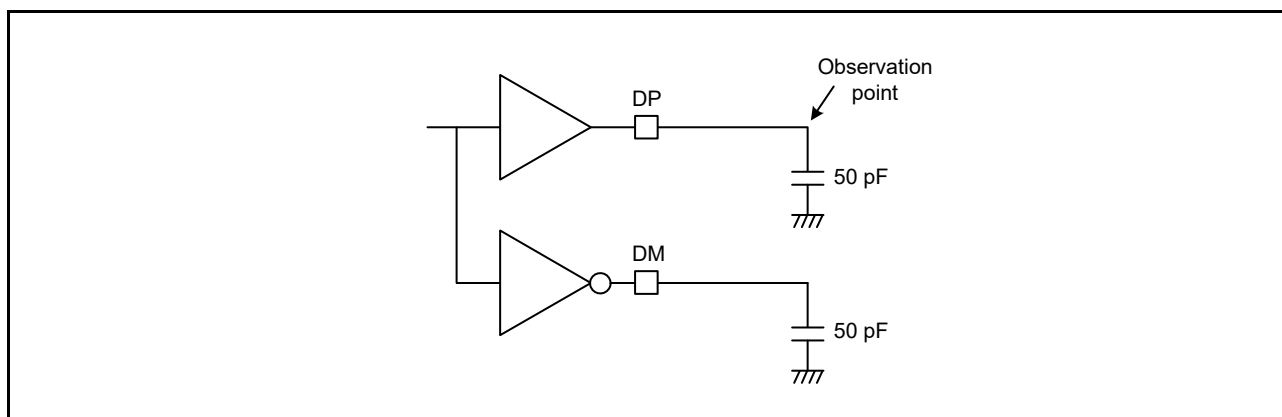 Observation
point
DP
50 pF
DM
50 pF